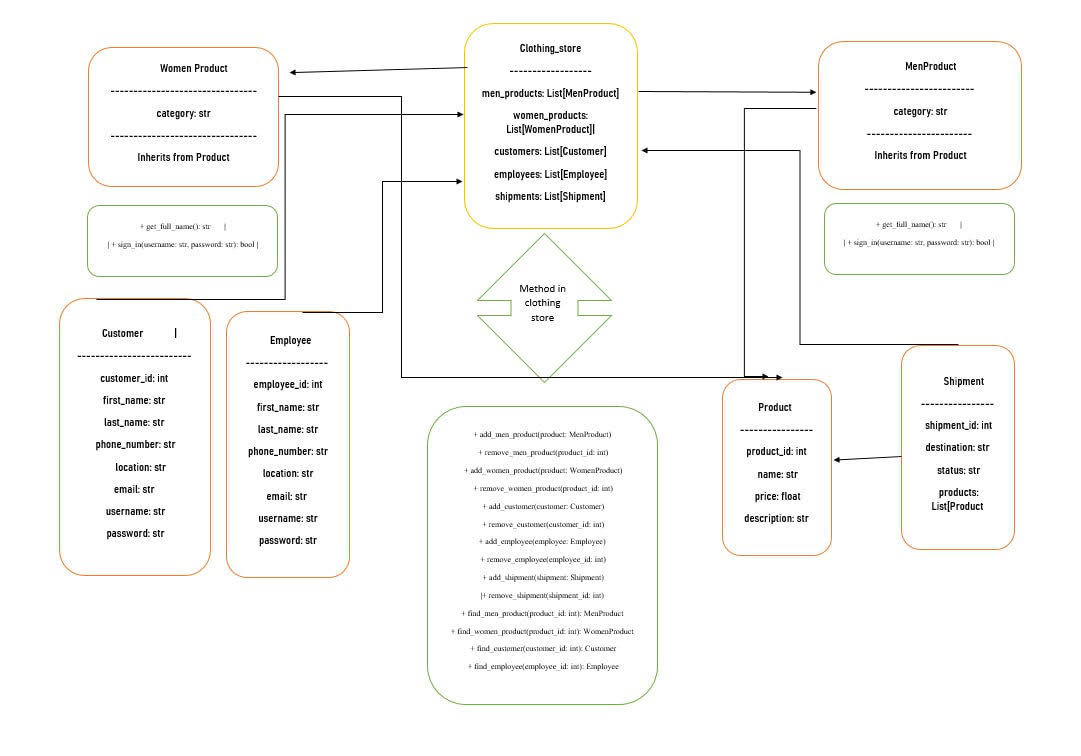 Clothing_store
-------------------
men_products: List[MenProduct]
women_products:
List[WomenProduct]|
customers: List[Customer]
employees: List[Employee]
shipments: List[Shipment]
Women Product
----------------------------------
category: str
----------------------------------
Inherits from Product
MenProduct
-------------------------
category: str
------------------------
Inherits from Product
+ get_full_name(): str |
| + sign_in(username: str, password: str): bool |
+ get_full_name(): str |
| + sign_in(username: str, password: str): bool |
Method in
clothing
store
Customer |
--------------------------
customer_id: int
first_name: str
last_name: str
phone_number: str
location: str
email: str
username: str
password: str
Employee
-------------------
employee_id: int
first_name: str
last_name: str
phone_number: str
location: str
email: str
username: str
password: str
+ add_men_product(product: MenProduct)
+ remove_men_product(product_id: int)
+ add_women_product(product: WomenProduct)
+ remove_women_product(product_id: int)
+ add_customer(customer: Customer)
+ remove_customer(customer_id: int)
+ add_employee(employee: Employee)
+ remove_employee(employee_id: int)
+ add_shipment(shipment: Shipment)
|+ remove_shipment(shipment_id: int)
+ find_men_product(product_id: int): MenProduct
+ find_women_product(product_id: int): WomenProduct
+ find_customer(customer_id: int): Customer
+ find_employee(employee_id: int): Employee
Product
-----------------
product_id: int
name: str
price: float
description: str
Shipment
-----------------
shipment_id: int
destination: str
status: str
products:
List[Product